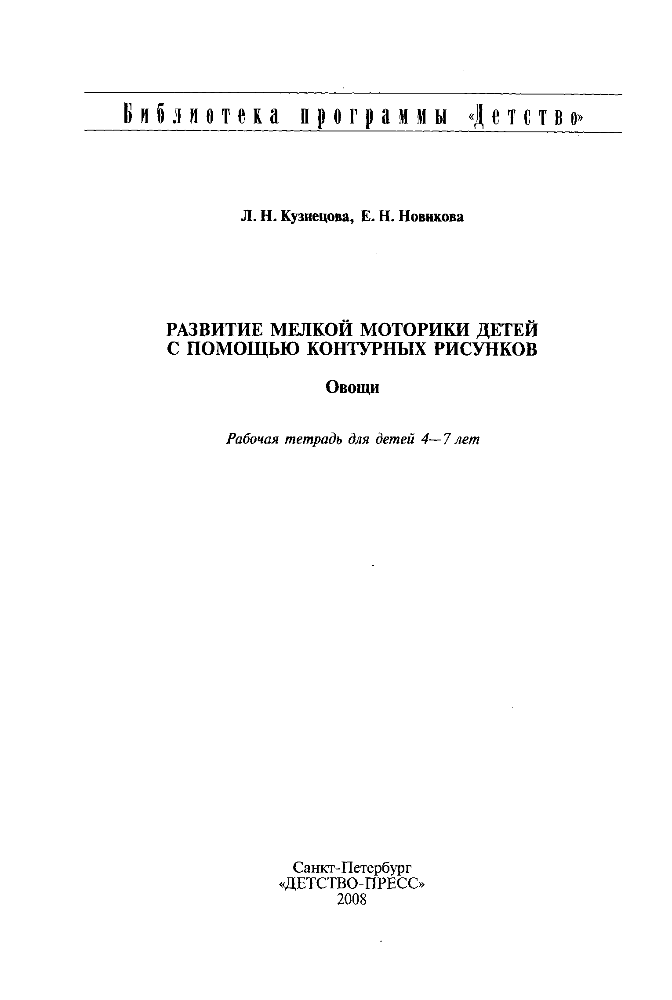 Библиотека программы «Детство»
Л. Н. Кузнецова, Е. Н. Новикова
РАЗВИТИЕ МЕЛКОЙ МОТОРИКИ ДЕТЕЙ
С ПОМОЩЬЮ КОНТУРНЫХ РИСУНКОВ
Овощи
Рабочая тетрадь для детей 4—7 лет
Санкт-Петербург
«ДЕТСТВО-ПРЕСС»
2008